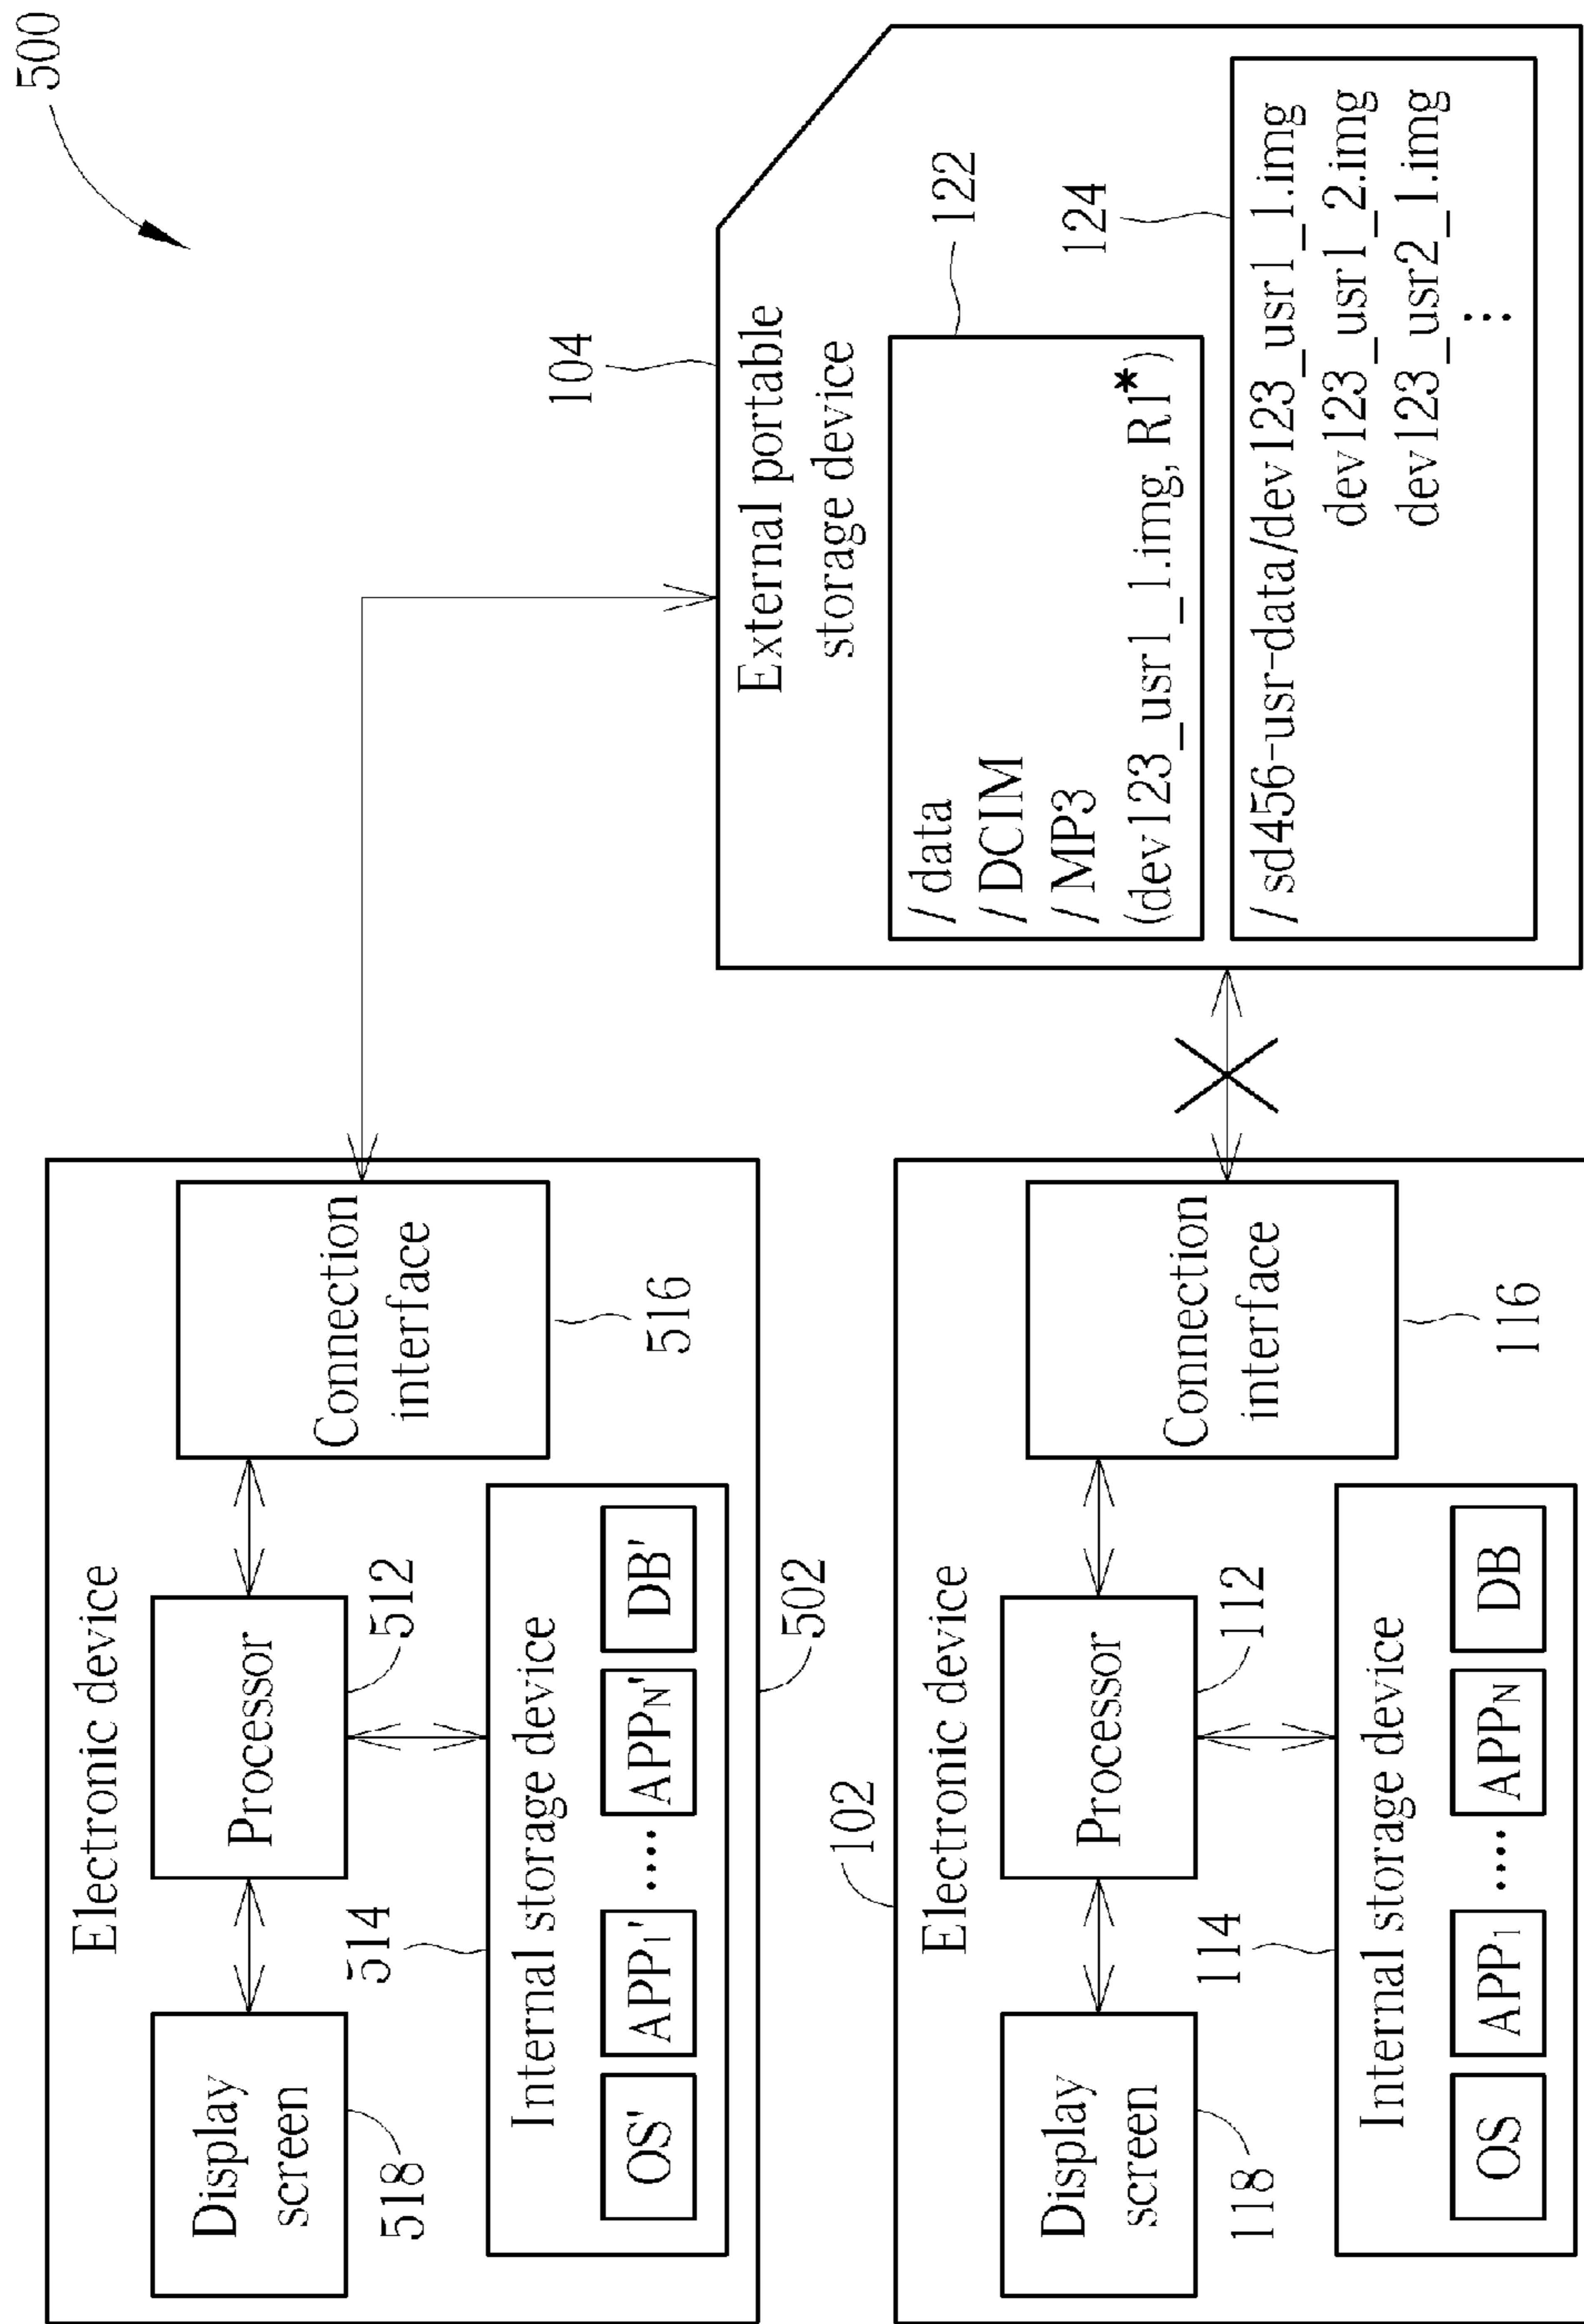 500
Electronic device
Display
screen
518
Processor
512
Connection
interface
516
514
Internal storage device
OS'
APP1'
....
APPN'
DB'
502
104
External portable
storage device
122
/ data
/ DCIM
/ MP3
(dev123_usr1_1.img, R1*)
124
/ sd456-usr-data/dev123_usr1_1.img
dev123_usr1_2.img
dev123_usr2_1.img
⋮
102
Electronic device
Display
screen
118
Processor
112
Connection
interface
116
114
Internal storage device
OS
APP1
....
APPN
DB